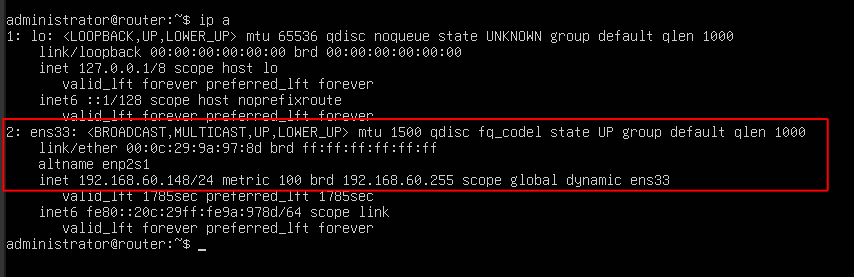 administrator@router:~$ ip a
1: lo: <LOOPBACK,UP,LOWER_UP> mtu 65536 qdisc noqueue state UNKNOWN group default qlen 1000
    link/loopback 00:00:00:00:00:00 brd 00:00:00:00:00:00
    inet 127.0.0.1/8 scope host lo
       valid_lft forever preferred_lft forever
    inet6 ::1/128 scope host noprefixroute
       valid_lft forever preferred_lft forever
2: ens33: <BROADCAST,MULTICAST,UP,LOWER_UP> mtu 1500 qdisc fq_codel state UP group default qlen 1000
    link/ether 00:0c:29:9a:97:8d brd ff:ff:ff:ff:ff:ff
    altname enp2s1
    inet 192.168.60.148/24 metric 100 brd 192.168.60.255 scope global dynamic ens33
       valid_lft 1785sec preferred_lft 1785sec
    inet6 fe80::20c:29ff:fe9a:978d/64 scope link
       valid_lft forever preferred_lft forever
administrator@router:~$ _